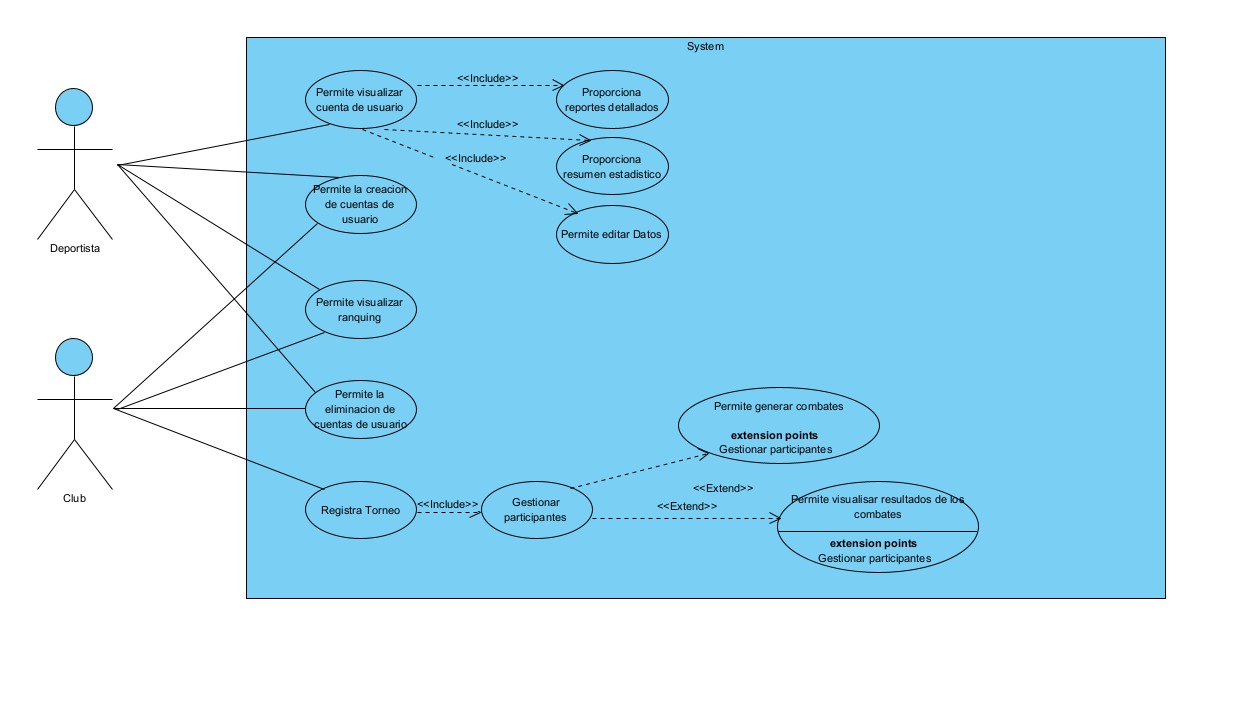 System
Permite visualizar
cuenta de usuario
<<Include>>
Proporciona
reportes detallados
<<Include>>
Proporciona
resumen estadistico
<<Include>>
Permite editar Datos
Permite la creacion
de cuentas de
usuario
Deportista
Permite visualizar
ranquing
Permite la
eliminacion de
cuentas de usuario
Club
Registra Torneo
<<Include>>
Gestionar
participantes
Permite generar combates
extension points
Gestionar participantes
<<Extend>>
<<Extend>>
Permite visualisar resultados de los
combates
extension points
Gestionar participantes